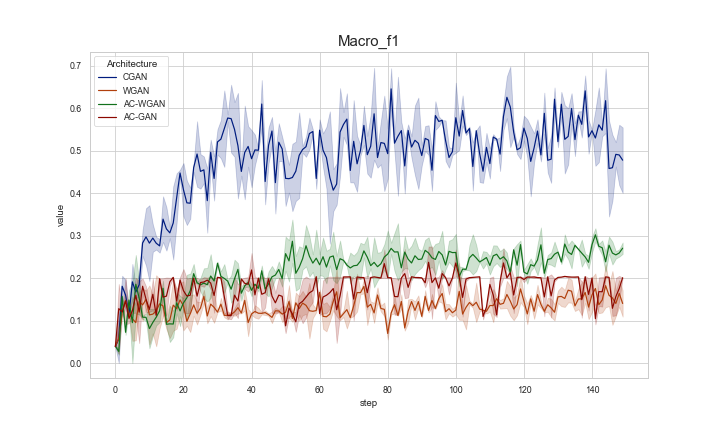 Macro_f1
Architecture
CGAN
WGAN
AC-WGAN
AC-GAN
value
0.7
0.6
0.5
0.4
0.3
0.2
0.1
0.0
0 20 40 60 80 100 120 140
step